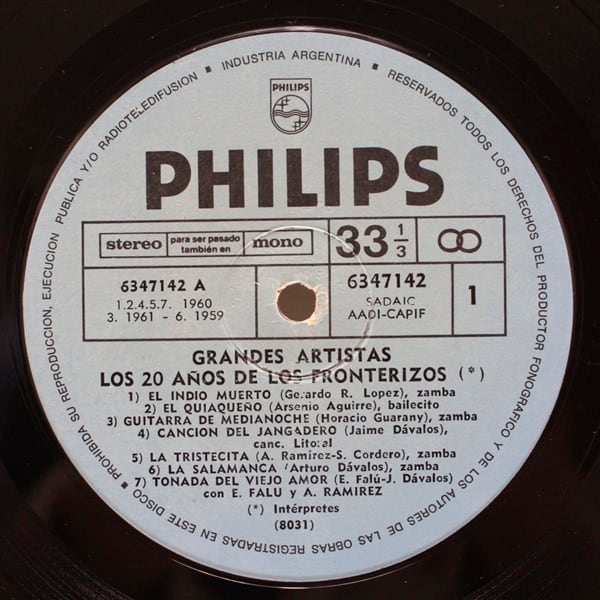 INDUSTRIA ARGENTINA ▪ RESERVADOS TODOS LOS DERECHOS DEL PRODUCTOR FONOGRAFICO Y DE LOS AUTORES DE LAS OBRAS REGISTRADAS EN ESTE DISCO ▪ PROHIBIDA SU REPRODUCCION, EJECUCION PUBLICA Y/O RADIOTELEDIFUSION ▪
PHILIPS
PHILIPS
stereo para ser pasado también en mono 33 1/3
6347142 A 6347142 1
1.2.4.5.7. 1960 SADAIC
3. 1961 - 6. 1959 AADI-CAPIF
GRANDES ARTISTAS
LOS 20 AÑOS DE LOS FRONTERIZOS (*)
1) EL INDIO MUERTO (Gerardo R. Lopez), zamba
2) EL QUIAQUEÑO (Arsenio Aguirre), bailecito
3) GUITARRA DE MEDIANOCHE (Horacio Guarany), zamba
4) CANCION DEL JANGADERO (Jaime Dávalos),
canc. Litoral
5) LA TRISTECITA (A. Ramírez-S. Cordero), zamba
6) LA SALAMANCA (Arturo Dávalos), zamba
7) TONADA DEL VIEJO AMOR (E. Falú-J. Dávalos)
con E. FALU y A. RAMIREZ
(*) Intérpretes
(8031)